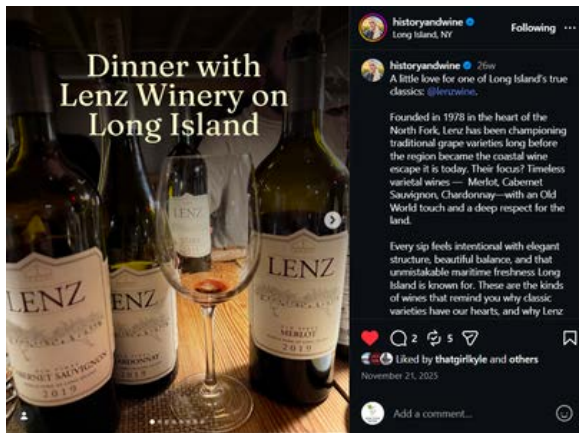 Dinner with
Lenz Winery on
Long Island
LENZ
LENZ
CABERNET SAUVIGNON
2019
LENZ
CHARDONNAY
LENZ
OLD VINES
MERLOT
2019
historyandwine
Long Island, NY
Following
historyandwine 26w
A little love for one of Long Island's true
classics: @lenzwine.
Founded in 1978 in the heart of the
North Fork, Lenz has been championing
traditional grape varieties long before
the region became the coastal wine
escape it is today. Their focus? Timeless
varietal wines — Merlot, Cabernet
Sauvignon, Chardonnay—with an Old
World touch and a deep respect for the
land.
Every sip feels intentional with elegant
structure, beautiful balance, and that
unmistakable maritime freshness Long
Island is known for. These are the kinds
of wines that remind you why classic
varieties have our hearts, and why Lenz
2 5
Liked by thatgirlkyle and others
November 21, 2025
Add a comment...